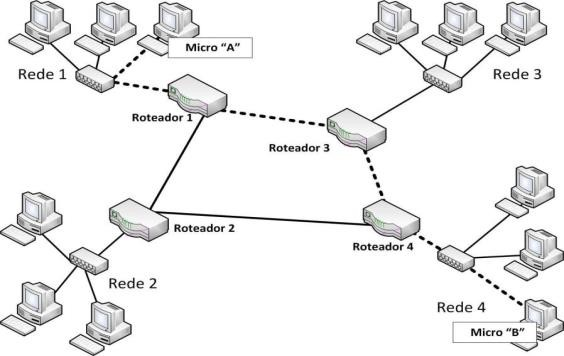 Micro “A”
Rede 1
Rede 3
Roteador 1
Roteador 3
Roteador 2
Roteador 4
Rede 2
Rede 4
Micro “B”